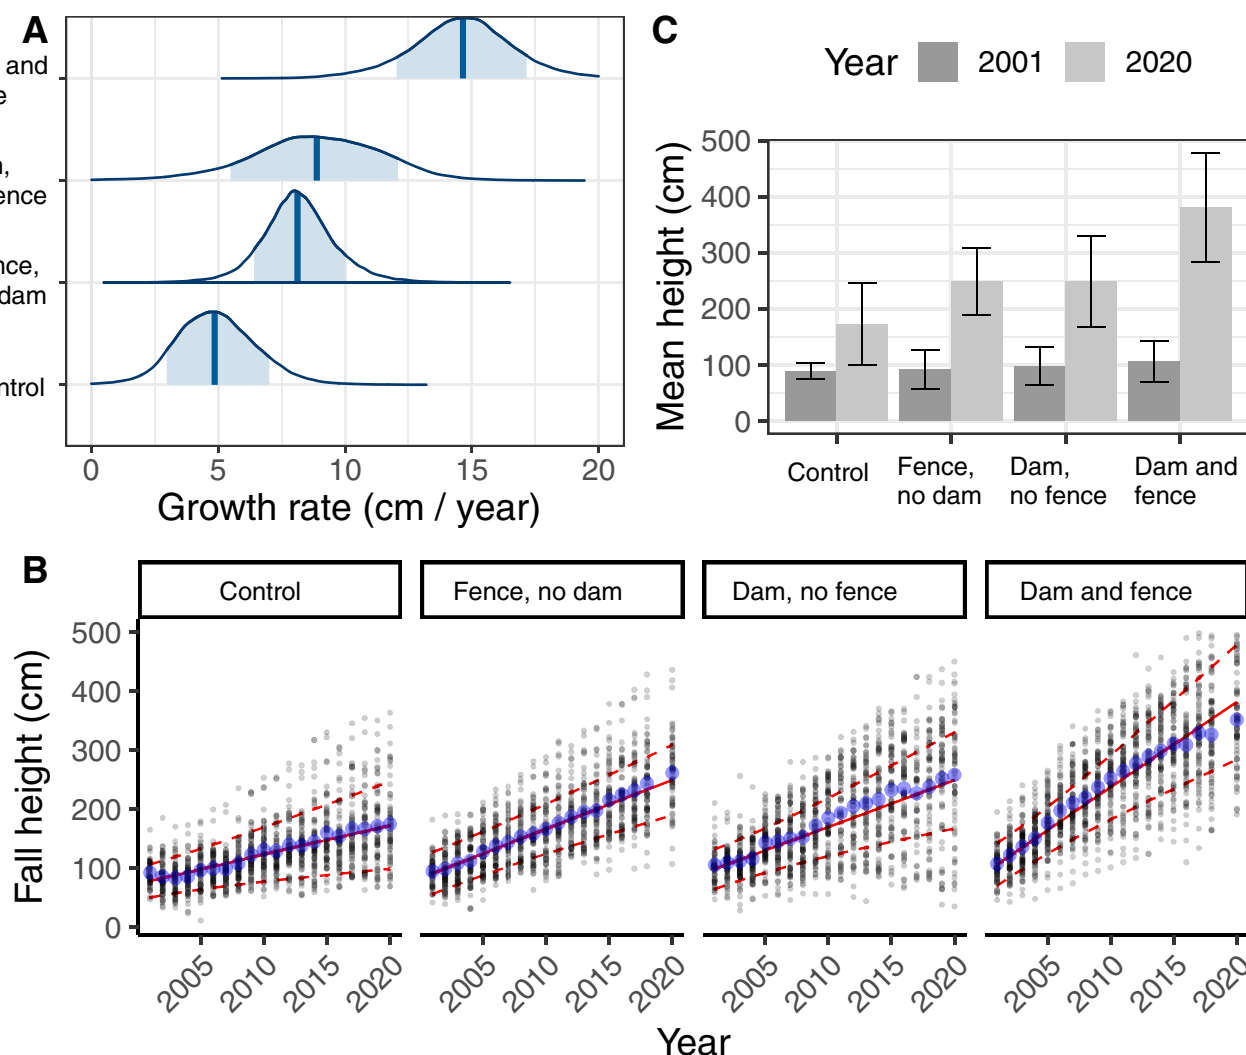 A
and
e
n,
ence
nce,
dam
ntrol
0 5 10 15 20
Growth rate (cm / year)
C
Year 2001 2020
500
400
300
200
100
0
Mean height (cm)
Control
Fence,
no dam
Dam,
no fence
Dam and
fence
B
Control Fence, no dam Dam, no fence Dam and fence
500
400
300
200
100
0
Fall height (cm)
2005 2010 2015 2020 2005 2010 2015 2020 2005 2010 2015 2020 2005 2010 2015 2020
Year